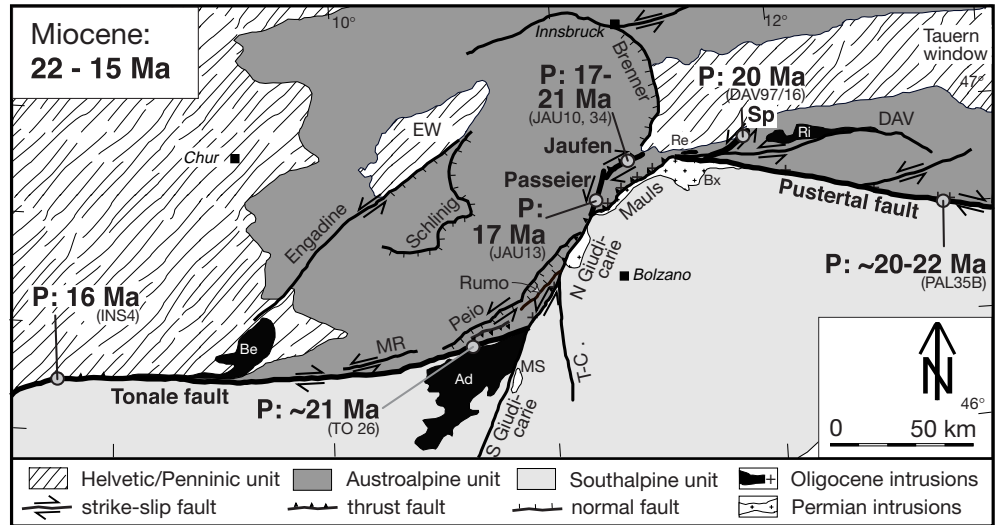 Miocene:
22 - 15 Ma
10°
12°
Innsbruck
Brenner
Tauern
window
47°
P: 17-
21 Ma
(JAU10, 34)
P: 20 Ma
(DAV97/16)
Sp
Ri
DAV
EW
Chur
Jaufen
Re
Passeier
Mauls
Bx
Pustertal fault
P:
17 Ma
(JAU13)
Engadine
Schlinig
N Giudi-
carie
Bolzano
P: ~20-22 Ma
(PAL35B)
Rumo
P: 16 Ma
(INS4)
Peio
Be
MR
MS
T-C
Ad
Tonale fault
P: ~21 Ma
(TO 26)
S Giudi-
carie
N
46°
0 50 km
Helvetic/Penninic unit Austroalpine unit Southalpine unit Oligocene intrusions
strike-slip fault thrust fault normal fault Permian intrusions